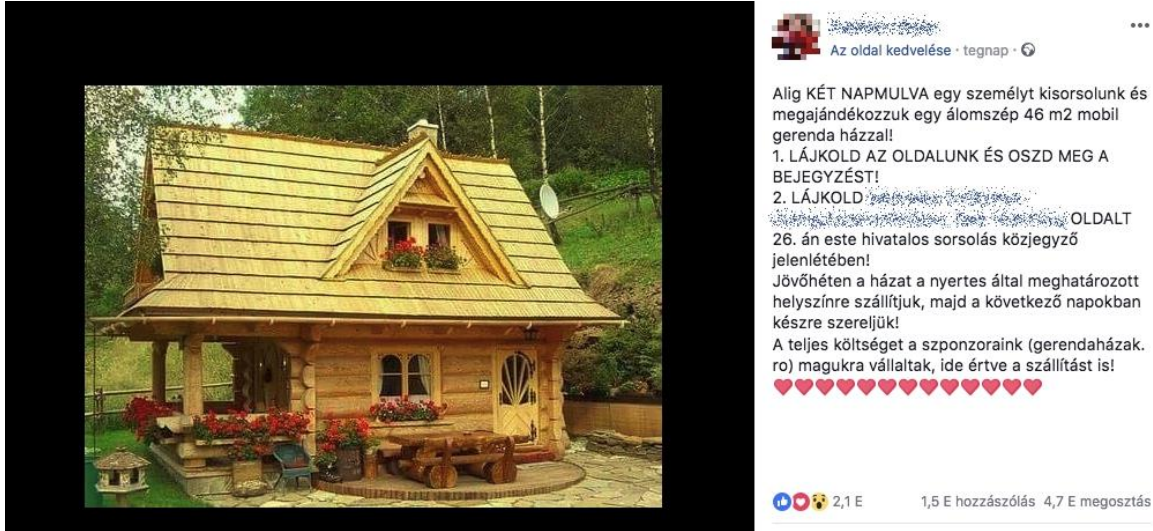 Az oldal kedvelése · tegnap ·
Alig KÉT NAPMULVA egy személyt kisorsolunk és
megajándékozzuk egy álomszép 46 m2 mobil
gerenda házzal!
1. LÁJKOLD AZ OLDALUNK ÉS OSZD MEG A
BEJEGYZÉST!
2. LÁJKOLD
OLDALT
26. án este hivatalos sorsolás közjegyző
jelenlétében!
Jövőhéten a házat a nyertes által meghatározott
helyszínre szállítjuk, majd a következő napokban
készre szereljük!
A teljes költséget a szponzoraink (gerendaházak.
ro) magukra vállaltak, ide értve a szállítást is!
2,1 E
1,5 E hozzászólás 4,7 E megosztás